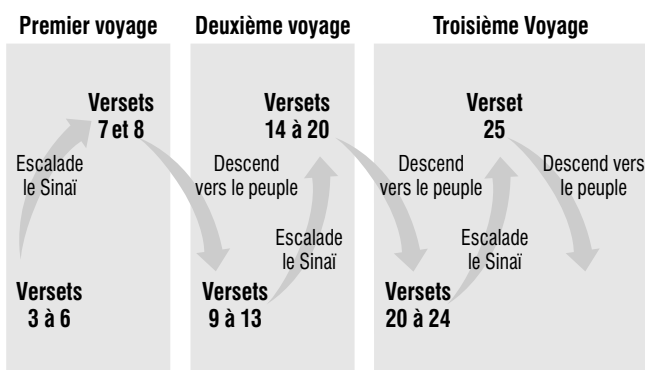 Premier voyage
Versets
7 et 8
Escalade
le Sinaï
Versets
3 à 6
Deuxième voyage
Versets
14 à 20
Descend
vers le peuple
Escalade
le Sinaï
Versets
9 à 13
Troisième Voyage
Verset
25
Descend
vers le peuple
Descend vers
le peuple
Escalade
le Sinaï
Versets
20 à 24